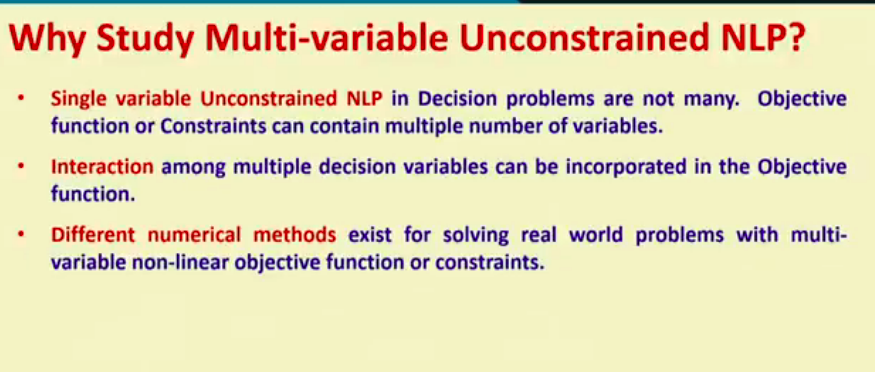 Why Study Multi-variable Unconstrained NLP?
• Single variable Unconstrained NLP in Decision problems are not many. Objective
function or Constraints can contain multiple number of variables.
• Interaction among multiple decision variables can be incorporated in the Objective
function.
• Different numerical methods exist for solving real world problems with multi-
variable non-linear objective function or constraints.